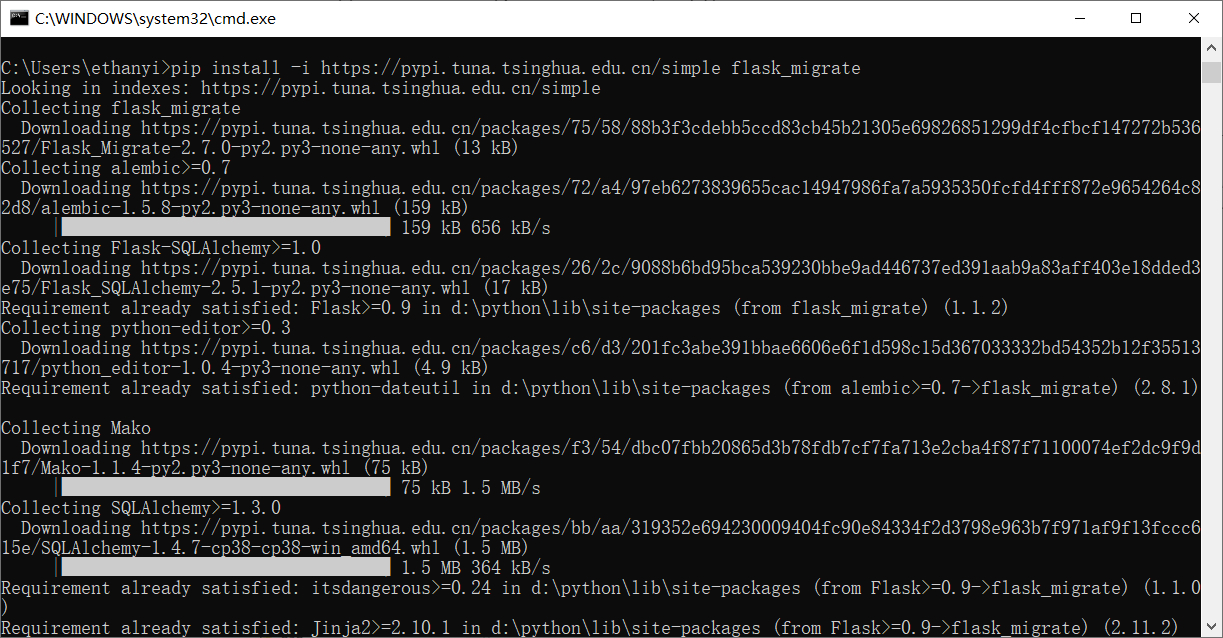 C:\WINDOWS\system32\cmd.exe
C:\Users\ethanyi>pip install -i https://pypi.tuna.tsinghua.edu.cn/simple flask_migrate
Looking in indexes: https://pypi.tuna.tsinghua.edu.cn/simple
Collecting flask_migrate
  Downloading https://pypi.tuna.tsinghua.edu.cn/packages/75/58/88b3f3cdebb5ccd83cb45b21305e69826851299df4cfbcf147272b536
527/Flask_Migrate-2.7.0-py2.py3-none-any.whl (13 kB)
Collecting alembic>=0.7
  Downloading https://pypi.tuna.tsinghua.edu.cn/packages/72/a4/97eb6273839655cac14947986fa7a5935350fcfd4fff872e9654264c8
2d8/alembic-1.5.8-py2.py3-none-any.whl (159 kB)
     |████████████████████████████████| 159 kB 656 kB/s
Collecting Flask-SQLAlchemy>=1.0
  Downloading https://pypi.tuna.tsinghua.edu.cn/packages/26/2c/9088b6bd95bca539230bbe9ad446737ed391aab9a83aff403e18dded3
e75/Flask_SQLAlchemy-2.5.1-py2.py3-none-any.whl (17 kB)
Requirement already satisfied: Flask>=0.9 in d:\python\lib\site-packages (from flask_migrate) (1.1.2)
Collecting python-editor>=0.3
  Downloading https://pypi.tuna.tsinghua.edu.cn/packages/c6/d3/201fc3abe391bbae6606e6f1d598c15d367033332bd54352b12f35513
717/python_editor-1.0.4-py3-none-any.whl (4.9 kB)
Requirement already satisfied: python-dateutil in d:\python\lib\site-packages (from alembic>=0.7->flask_migrate) (2.8.1)
Collecting Mako
  Downloading https://pypi.tuna.tsinghua.edu.cn/packages/f3/54/dbc07fbb20865d3b78fdb7cf7fa713e2cba4f87f71100074ef2dc9f9d
1f7/Mako-1.1.4-py2.py3-none-any.whl (75 kB)
     |████████████████████████████████| 75 kB 1.5 MB/s
Collecting SQLAlchemy>=1.3.0
  Downloading https://pypi.tuna.tsinghua.edu.cn/packages/bb/aa/319352e694230009404fc90e84334f2d3798e963b7f971af9f13fccc6
15e/SQLAlchemy-1.4.7-cp38-cp38-win_amd64.whl (1.5 MB)
     |████████████████████████████████| 1.5 MB 364 kB/s
Requirement already satisfied: itsdangerous>=0.24 in d:\python\lib\site-packages (from Flask>=0.9->flask_migrate) (1.1.0
)
Requirement already satisfied: Jinja2>=2.10.1 in d:\python\lib\site-packages (from Flask>=0.9->flask_migrate) (2.11.2)